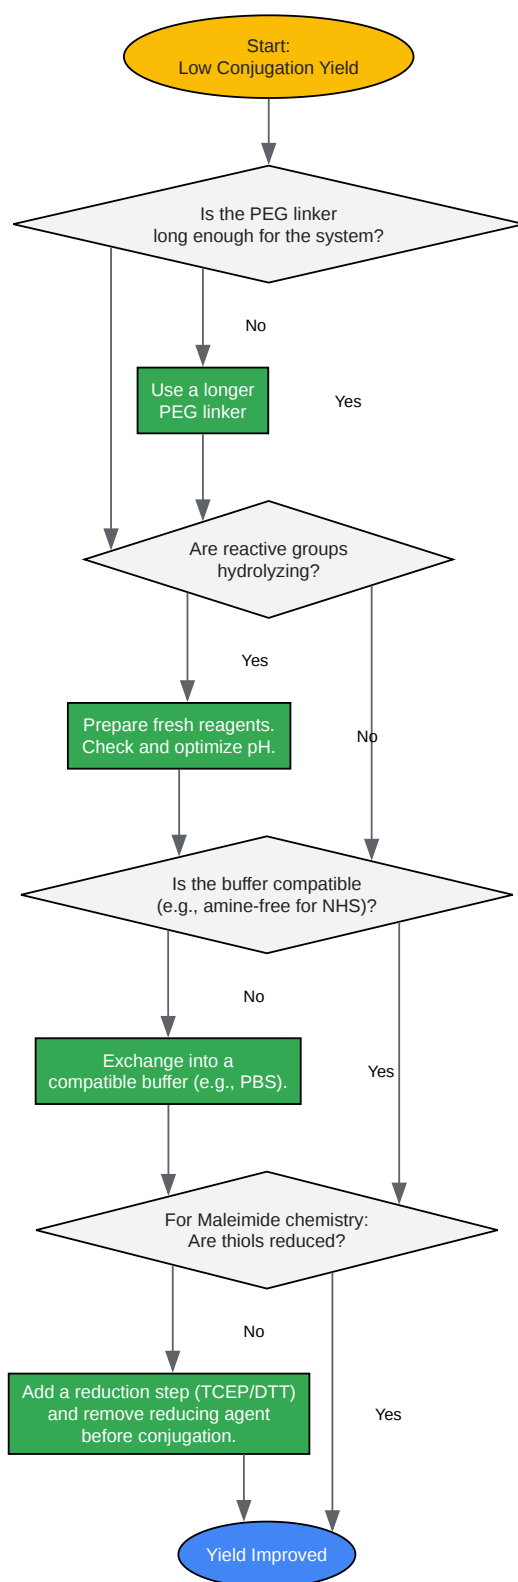 Start:
Low Conjugation Yield
Is the PEG linker
long enough for the system?
No
Use a longer
PEG linker
Yes
Are reactive groups
hydrolyzing?
Yes
Prepare fresh reagents.
Check and optimize pH.
No
Is the buffer compatible
(e.g., amine-free for NHS)?
No
Exchange into a
compatible buffer (e.g., PBS).
Yes
For Maleimide chemistry:
Are thiols reduced?
No
Add a reduction step (TCEP/DTT)
and remove reducing agent
before conjugation.
Yes
Yield Improved